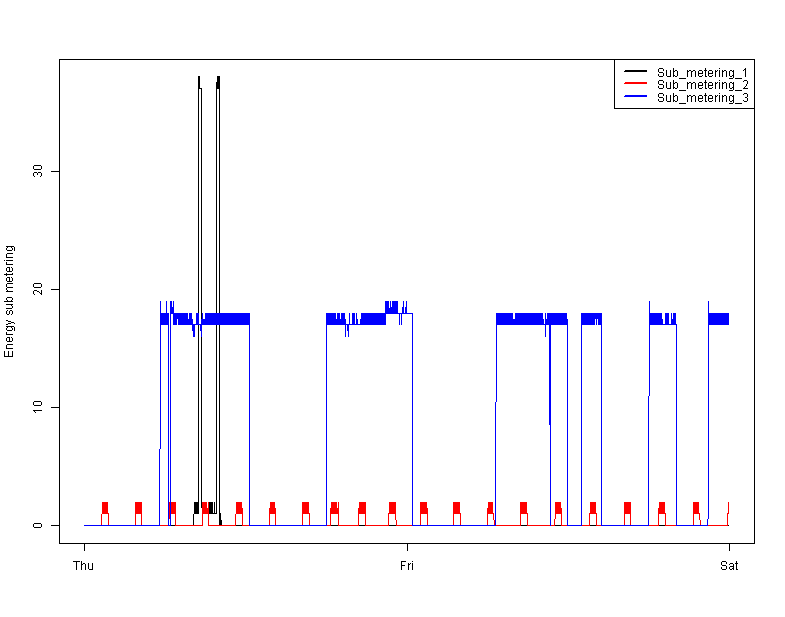 Sub_metering_1
Sub_metering_2
Sub_metering_3
Energy sub metering
30
20
10
0
Thu
Fri
Sat